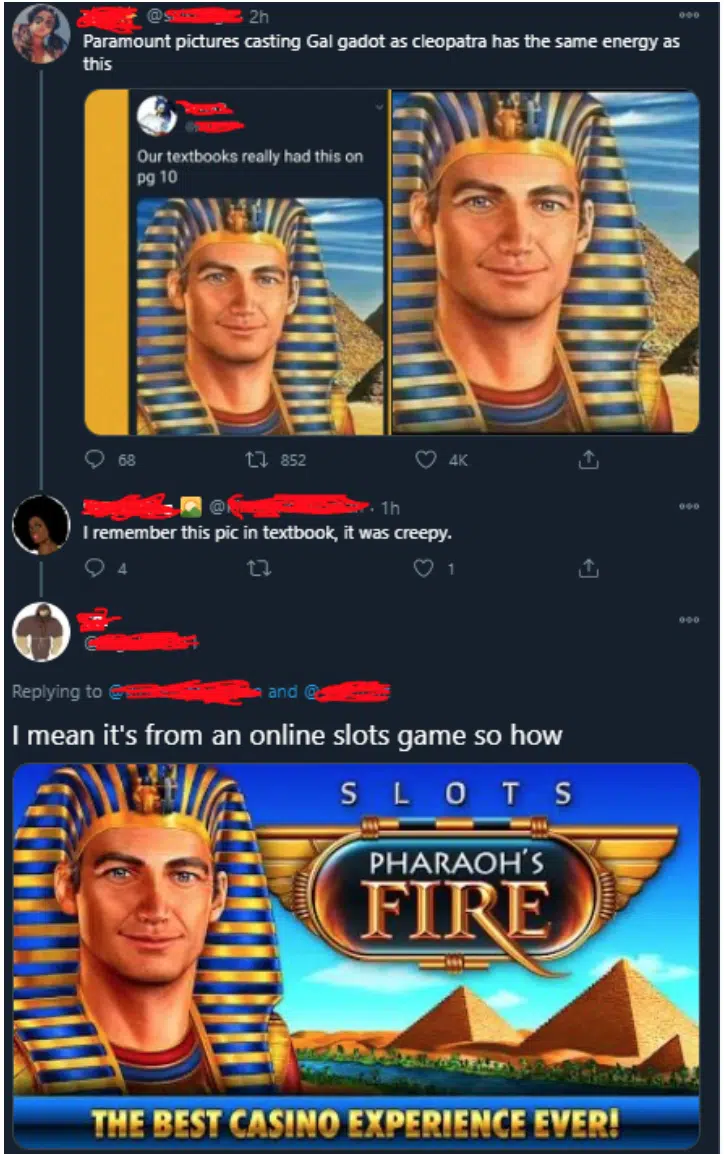 @ 2h
Paramount pictures casting Gal gadot as cleopatra has the same energy as
this
Our textbooks really had this on
pg 10
68 852 4K
@ · 1h
I remember this pic in textbook, it was creepy.
4 1
@
Replying to @ and @
I mean it's from an online slots game so how
SLOTS
PHARAOH'S
FIRE
THE BEST CASINO EXPERIENCE EVER!